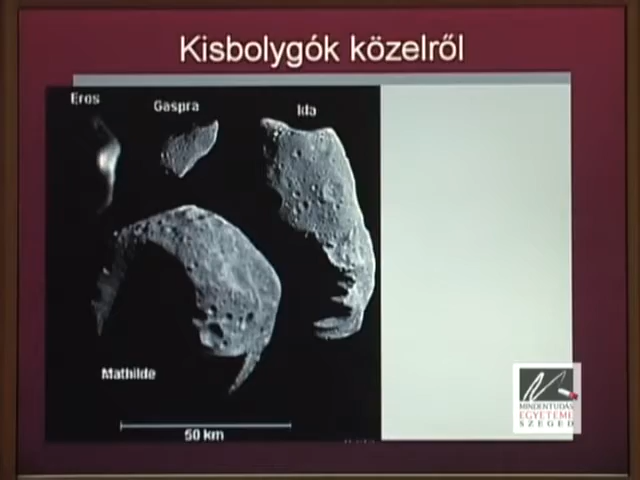 Kisbolygók közelről
Eros
Gaspra
Ida
Mathilde
50 km
MINDENTUDÁS
EGYETEME
SZEGED